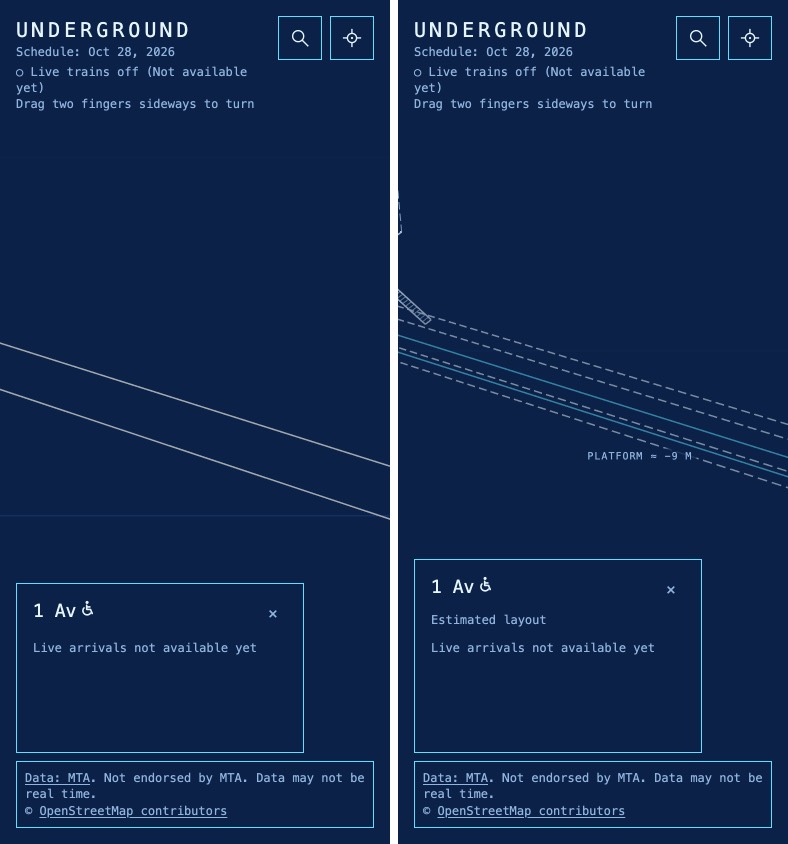 UNDERGROUND
Schedule: Oct 28, 2026
○ Live trains off (Not available
yet)
Drag two fingers sideways to turn
1 Av ♿
×
Live arrivals not available yet
Data: MTA. Not endorsed by MTA. Data may not be
real time.
© OpenStreetMap contributors
UNDERGROUND
Schedule: Oct 28, 2026
○ Live trains off (Not available
yet)
Drag two fingers sideways to turn
PLATFORM ≈ −9 M
1 Av ♿
×
Estimated layout
Live arrivals not available yet
Data: MTA. Not endorsed by MTA. Data may not be
real time.
© OpenStreetMap contributors